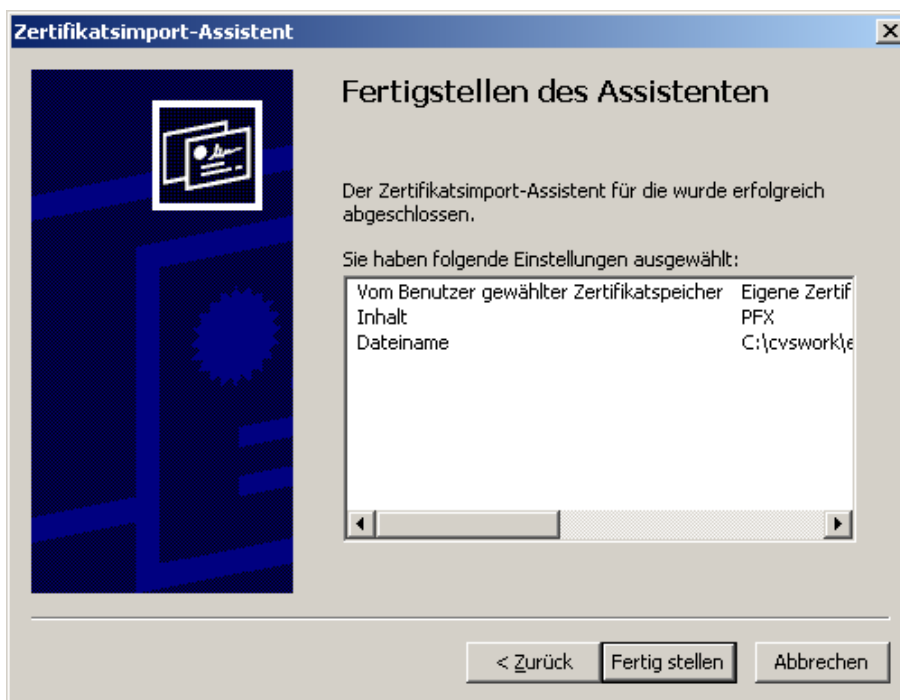 Zertifikatsimport-Assistent
Fertigstellen des Assistenten
Der Zertifikatsimport-Assistent für die wurde erfolgreich
abgeschlossen.
Sie haben folgende Einstellungen ausgewählt:
Vom Benutzer gewählter Zertifikatspeicher Eigene Zertif
Inhalt PFX
Dateiname C:\cvswork\e
< Zurück Fertig stellen Abbrechen